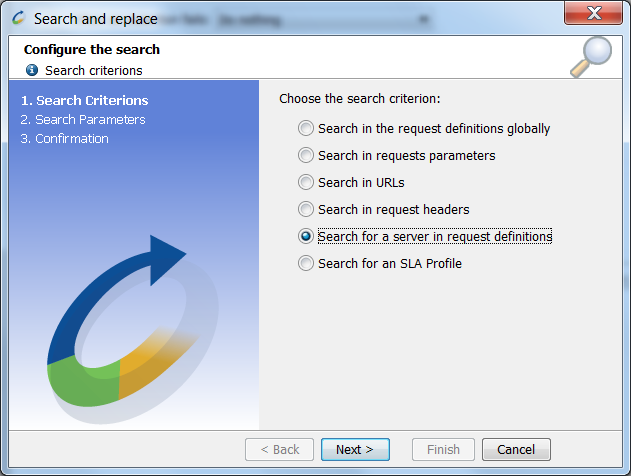 Search and replace
Configure the search
Search criterions
1. Search Criterions
2. Search Parameters
3. Confirmation
Choose the search criterion:
Search in the request definitions globally
Search in requests parameters
Search in URLs
Search in request headers
Search for a server in request definitions
Search for an SLA Profile
< Back Next > Finish Cancel